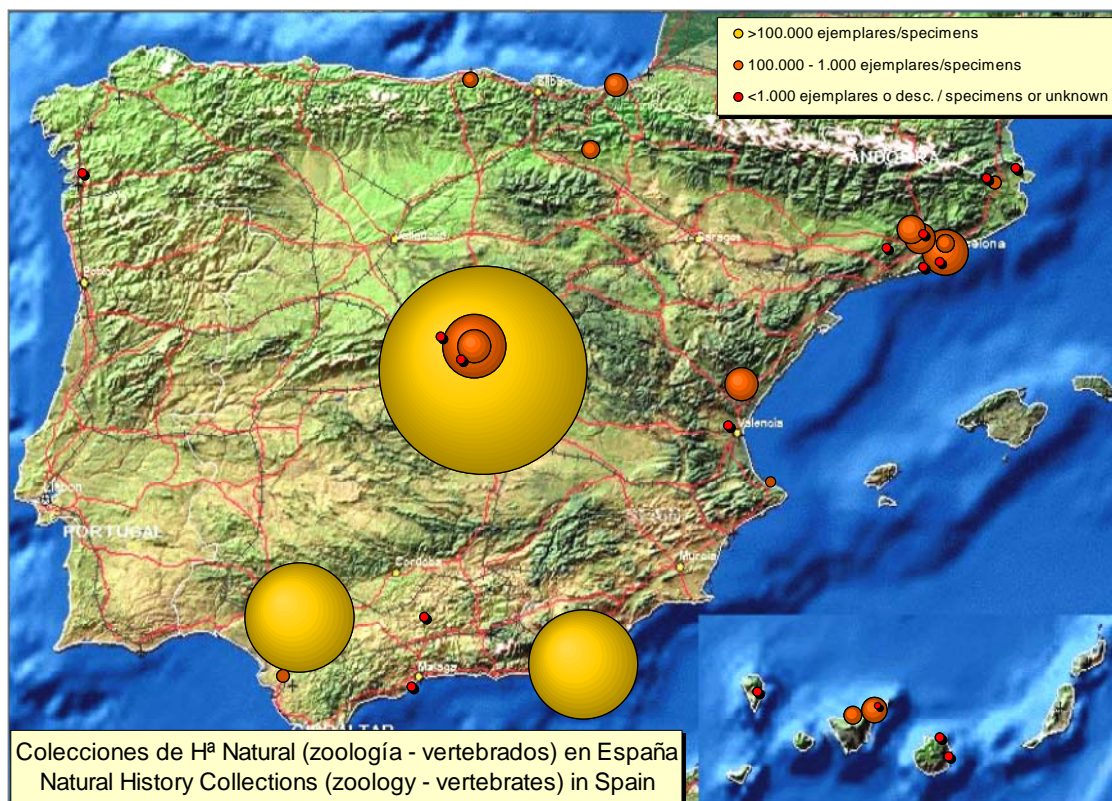 >100.000 ejemplares/specimens
100.000 - 1.000 ejemplares/specimens
<1.000 ejemplares o desc. / specimens or unknown
ANDORRA
Valencia
Lisbon
PORTUGAL
Cordoba
Murcia
Malaga
GIBRALTAR
Colecciones de Hª Natural (zoología - vertebrados) en España
Natural History Collections (zoology - vertebrates) in Spain